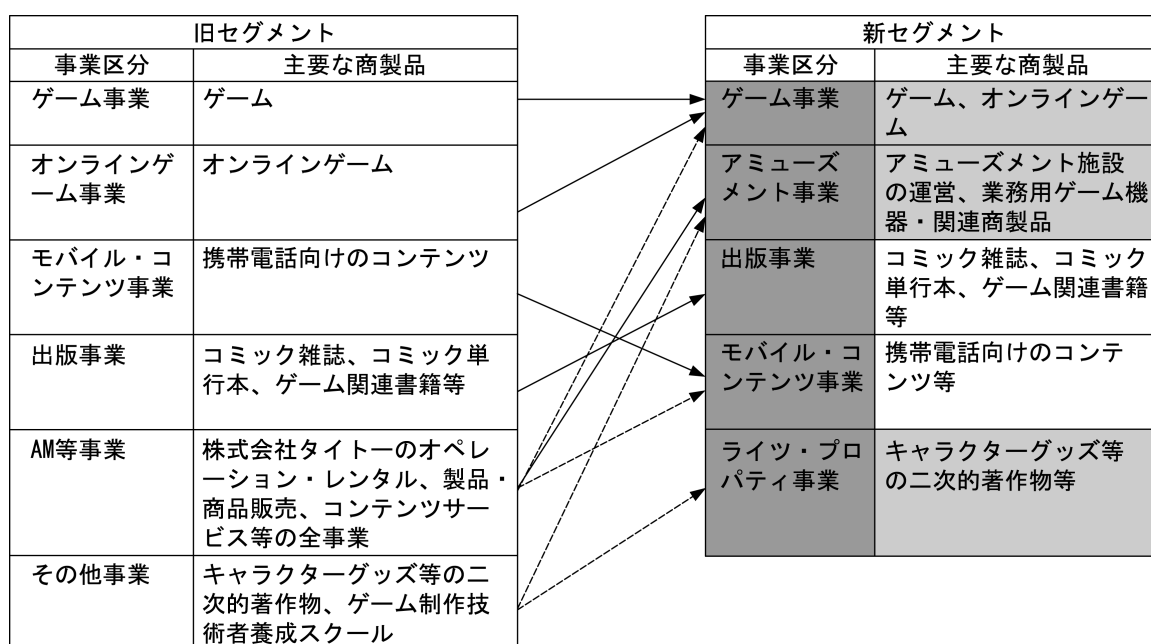 旧セグメント
事業区分 主要な商製品
ゲーム事業 ゲーム
オンラインゲ
ーム事業
オンラインゲーム
モバイル・コ
ンテンツ事業
携帯電話向けのコンテンツ
出版事業
コミック雑誌、コミック単
行本、ゲーム関連書籍等
AM等事業
株式会社タイトーのオペレ
ーション・レンタル、製品・
商品販売、コンテンツサー
ビス等の全事業
その他事業
キャラクターグッズ等の二
次的著作物、ゲーム制作技
術者養成スクール
新セグメント
事業区分 主要な商製品
ゲーム事業
ゲーム、オンラインゲー
ム
アミューズ
メント事業
アミューズメント施設
の運営、業務用ゲーム機
器・関連商製品
出版事業
コミック雑誌、コミック
単行本、ゲーム関連書籍
等
モバイル・コ
ンテンツ事業
携帯電話向けのコンテ
ンツ等
ライツ・プロ
パティ事業
キャラクターグッズ等
の二次的著作物等